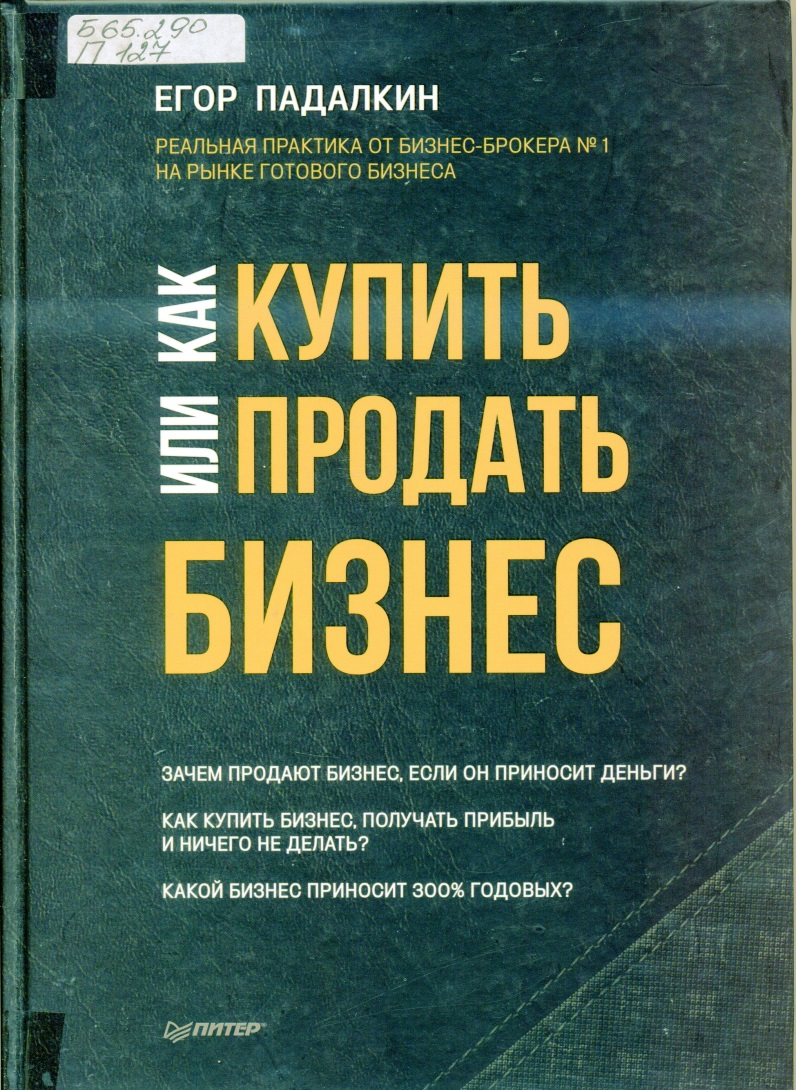 Б65.290
П 127
ЕГОР ПАДАЛКИН
РЕАЛЬНАЯ ПРАКТИКА ОТ БИЗНЕС-БРОКЕРА № 1
НА РЫНКЕ ГОТОВОГО БИЗНЕСА
КАК КУПИТЬ
ИЛИ ПРОДАТЬ
БИЗНЕС
ЗАЧЕМ ПРОДАЮТ БИЗНЕС, ЕСЛИ ОН ПРИНОСИТ ДЕНЬГИ?
КАК КУПИТЬ БИЗНЕС, ПОЛУЧАТЬ ПРИБЫЛЬ
И НИЧЕГО НЕ ДЕЛАТЬ?
КАКОЙ БИЗНЕС ПРИНОСИТ 300% ГОДОВЫХ?
ПИТЕР